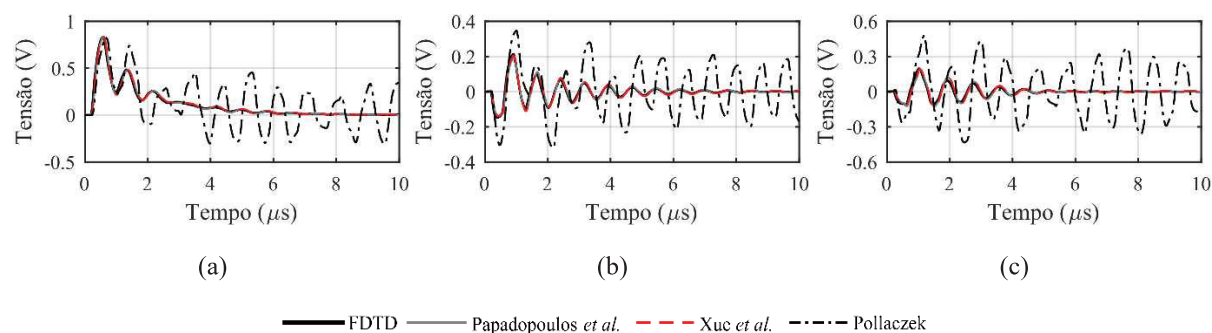 Tensão (V)
1
0.5
0
-0.5
0 2 4 6 8 10
Tempo (μs)
(a)
Tensão (V)
0.4
0.2
0
-0.2
-0.4
0 2 4 6 8 10
Tempo (μs)
(b)
Tensão (V)
0.6
0.3
0
-0.3
-0.6
0 2 4 6 8 10
Tempo (μs)
(c)
FDTD Papadopoulos et al. Xue et al. Pollaczek